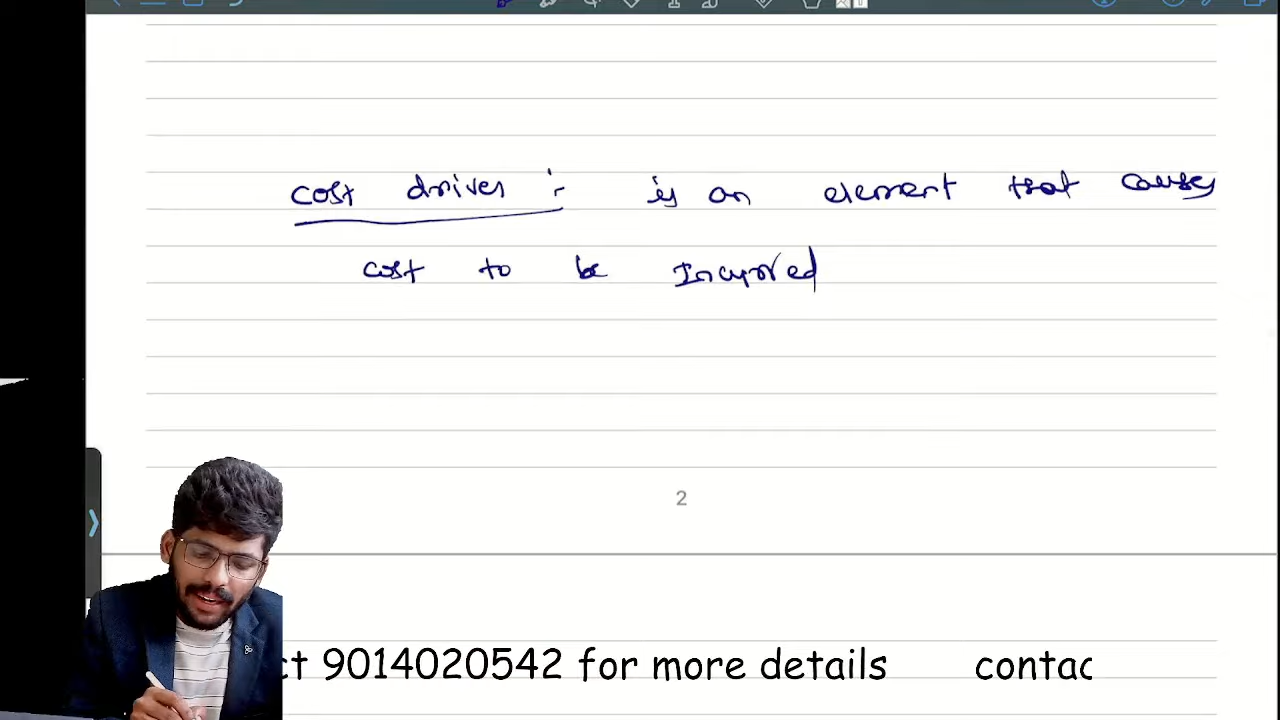 cost driver :- is an element that causes
cost to be Incurred
2
ct 9014020542 for more details contac